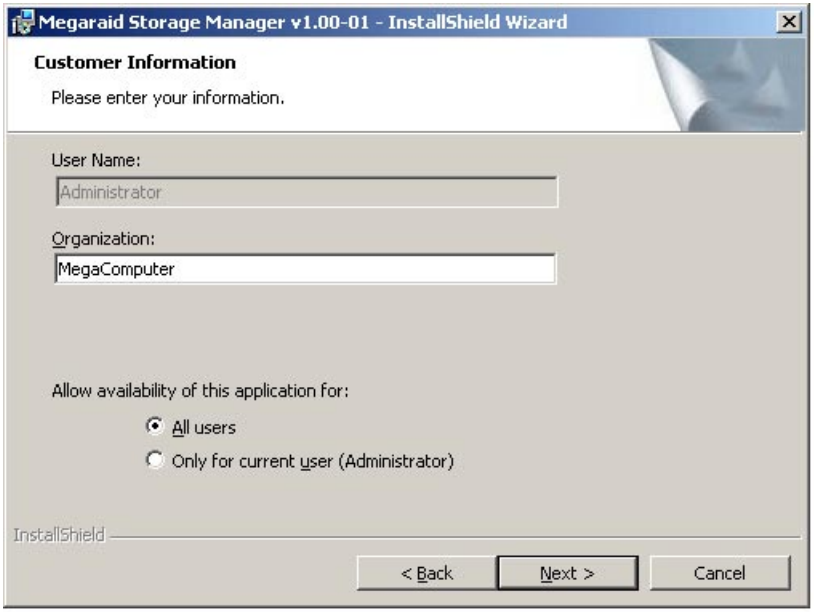 Megaraid Storage Manager v1.00-01 - InstallShield Wizard
Customer Information
Please enter your information.
User Name:
Administrator
Organization:
MegaComputer
Allow availability of this application for:
All users
Only for current user (Administrator)
InstallShield
< Back Next > Cancel